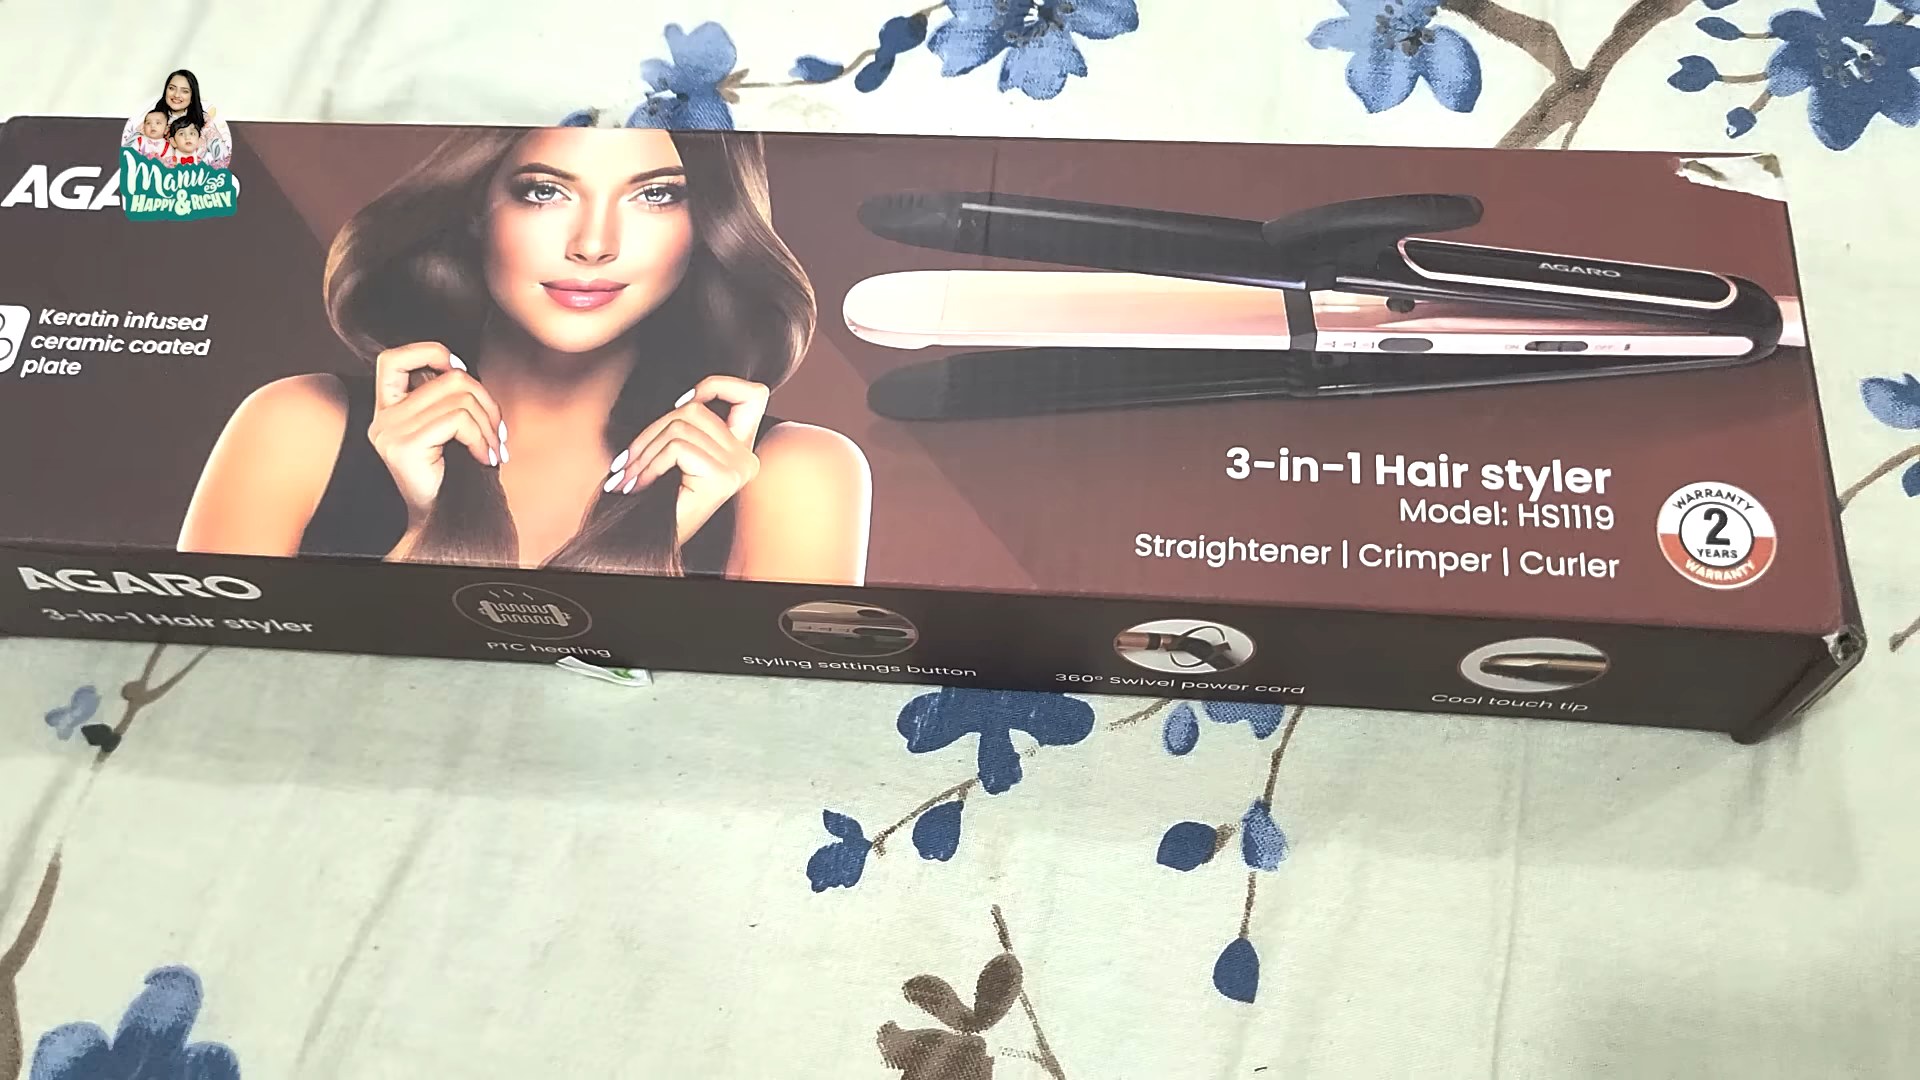 AGA
Manu
HAPPY & RICHY
Keratin infused
ceramic coated
plate
AGARO
3-in-1 Hair styler
Model: HS1119
Straightener | Crimper | Curler
WARRANTY
2
YEARS
WARRANTY
AGARO
3-in-1 Hair styler
PTC heating
Styling settings button
360° Swivel power cord
Cool touch tip
ON
OFF